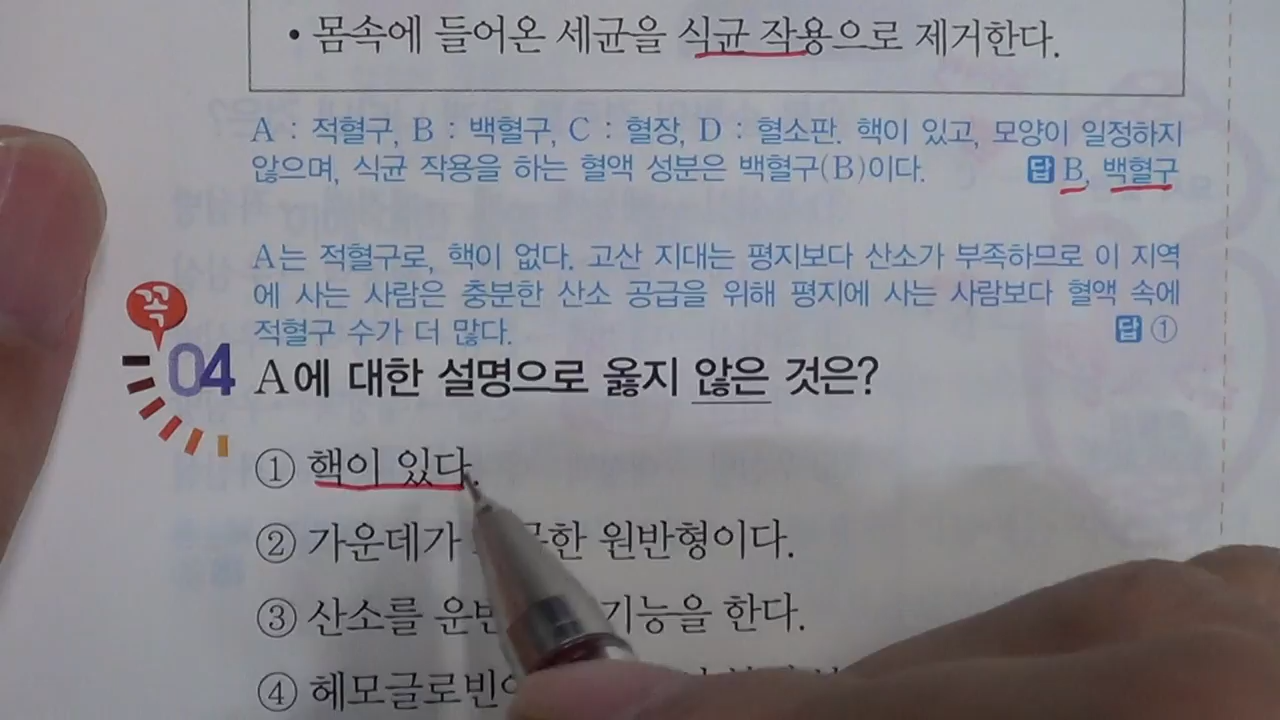 • 몸속에 들어온 세균을 식균 작용으로 제거한다.
A : 적혈구, B : 백혈구, C : 혈장, D : 혈소판. 핵이 있고, 모양이 일정하지
않으며, 식균 작용을 하는 혈액 성분은 백혈구(B)이다. 답 B, 백혈구
A는 적혈구로, 핵이 없다. 고산 지대는 평지보다 산소가 부족하므로 이 지역
에 사는 사람은 충분한 산소 공급을 위해 평지에 사는 사람보다 혈액 속에
적혈구 수가 더 많다. 답 ①
꼭
04 A에 대한 설명으로 옳지 않은 것은?
① 핵이 있다.
② 가운데가 원반형이다.
③ 산소를 기능을 한다.
④ 헤모글로빈